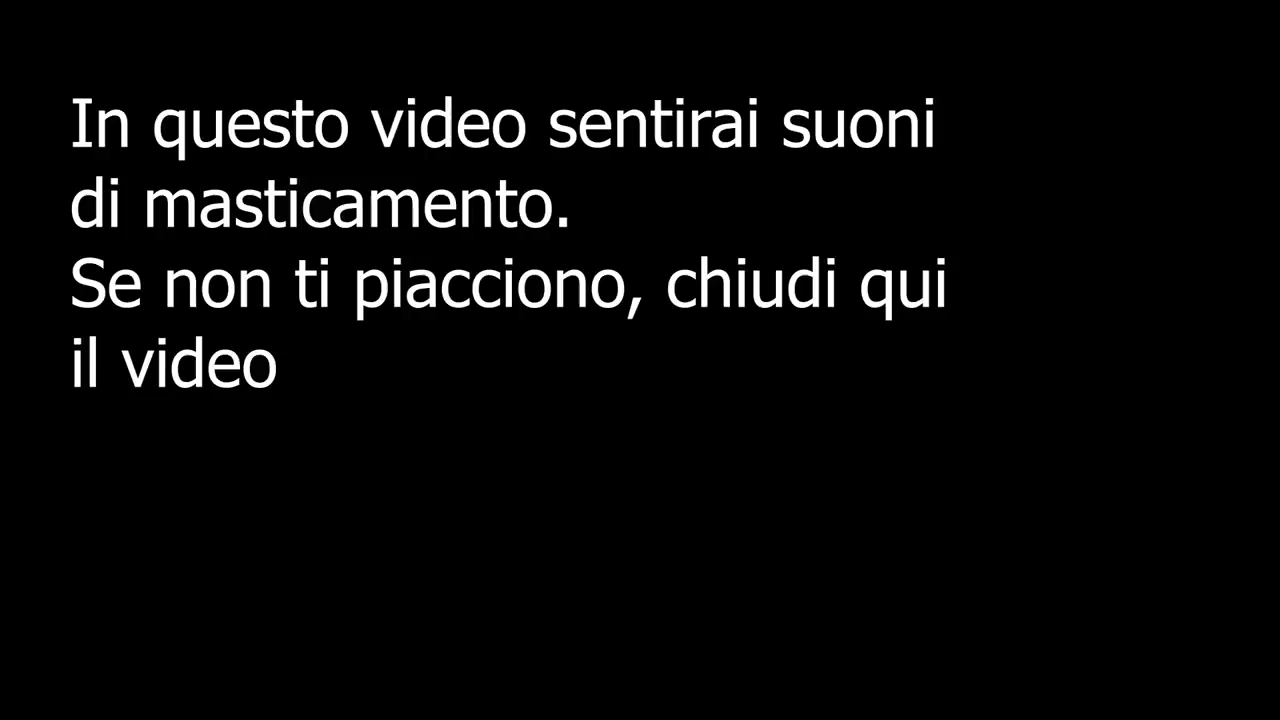 In questo video sentirai suoni
di masticamento.
Se non ti piacciono, chiudi qui
il video